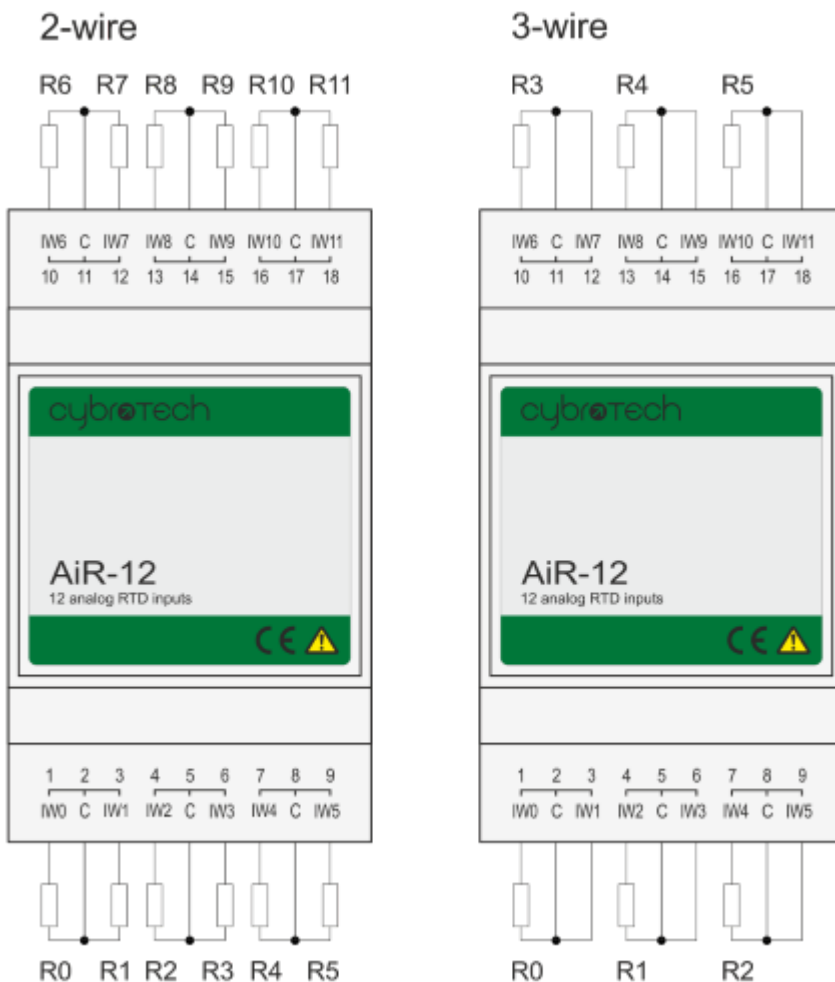 2-wire
R6 R7 R8 R9 R10 R11
IW6 C IW7 IW8 C IW9 IW10 C IW11
10 11 12 13 14 15 16 17 18
cybroTech
AiR-12
12 analog RTD inputs
CE
1 2 3 4 5 6 7 8 9
IW0 C IW1 IW2 C IW3 IW4 C IW5
R0 R1 R2 R3 R4 R5
3-wire
R3 R4 R5
IW6 C IW7 IW8 C IW9 IW10 C IW11
10 11 12 13 14 15 16 17 18
cybroTech
AiR-12
12 analog RTD inputs
CE
1 2 3 4 5 6 7 8 9
IW0 C IW1 IW2 C IW3 IW4 C IW5
R0 R1 R2